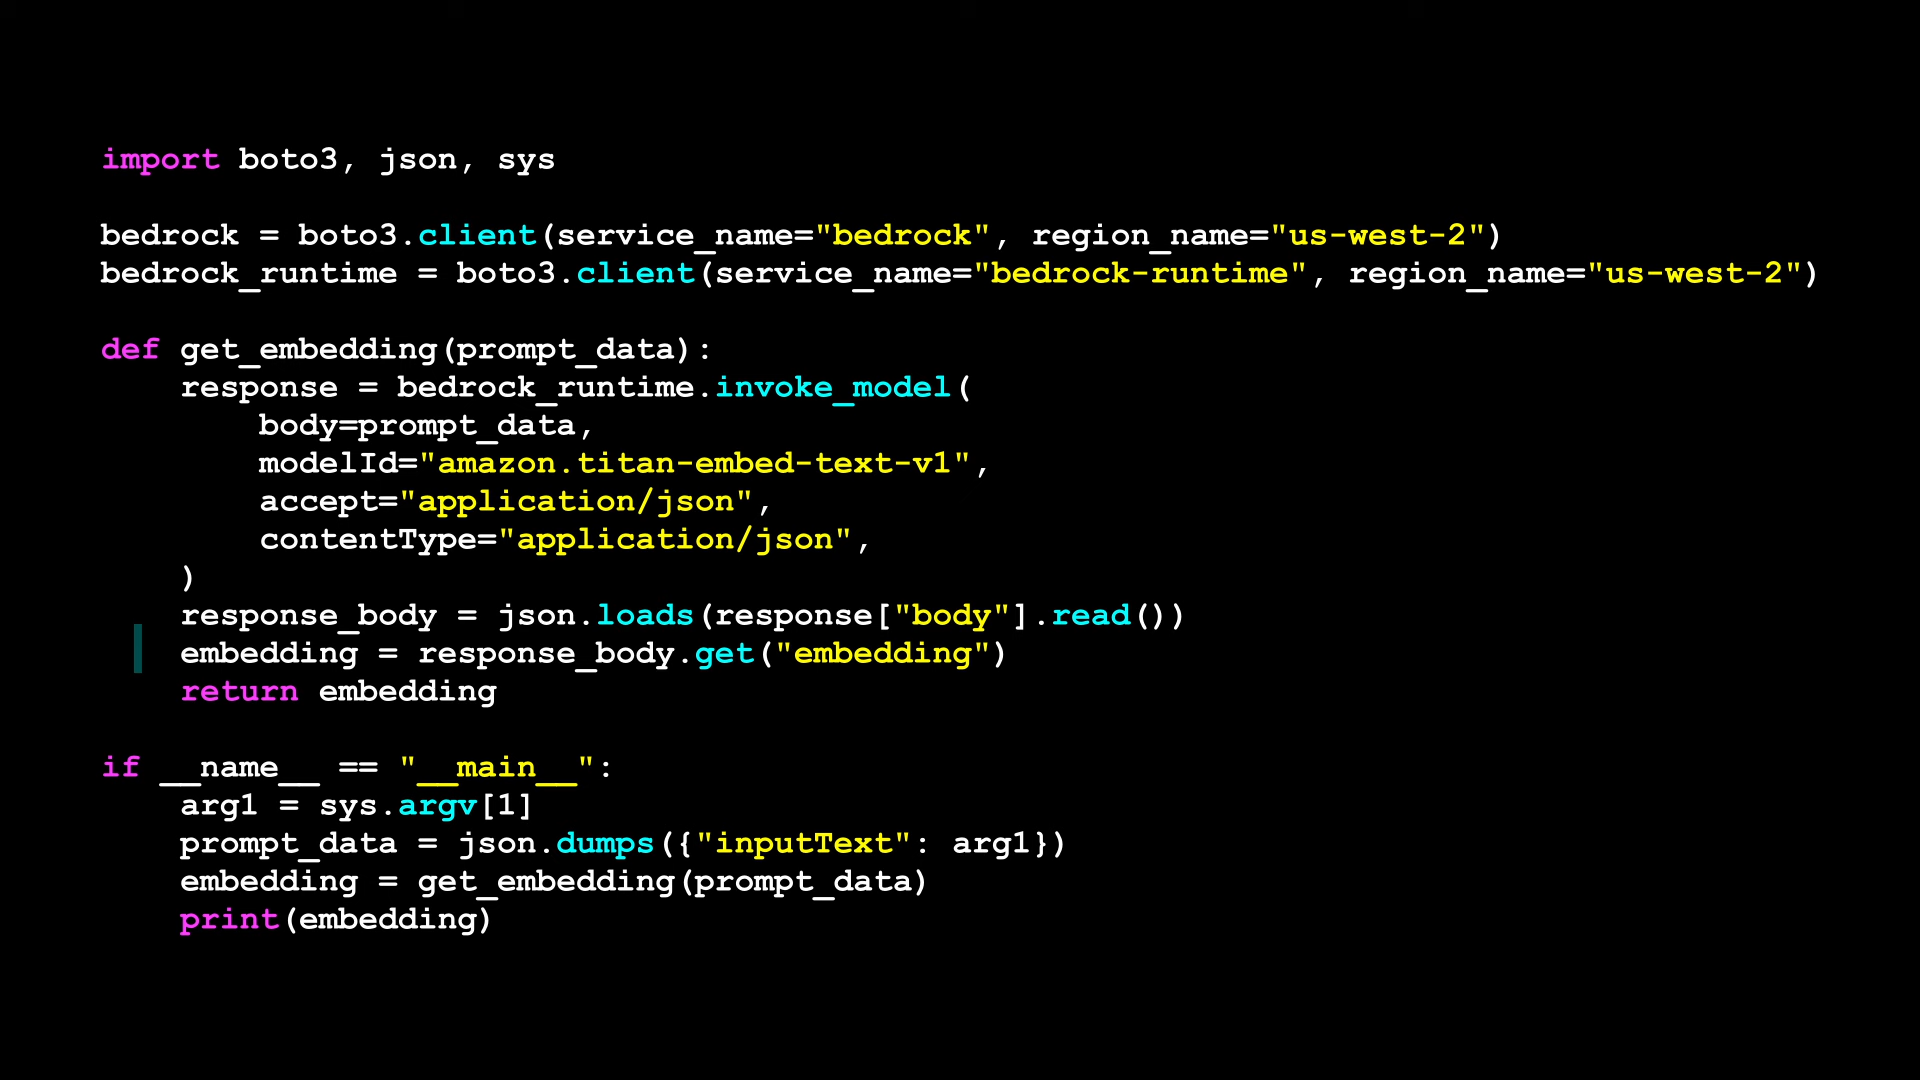 import boto3, json, sys

bedrock = boto3.client(service_name="bedrock", region_name="us-west-2")
bedrock_runtime = boto3.client(service_name="bedrock-runtime", region_name="us-west-2")

def get_embedding(prompt_data):
    response = bedrock_runtime.invoke_model(
        body=prompt_data,
        modelId="amazon.titan-embed-text-v1",
        accept="application/json",
        contentType="application/json",
    )
    response_body = json.loads(response["body"].read())
    embedding = response_body.get("embedding")
    return embedding

if __name__ == "__main__":
    arg1 = sys.argv[1]
    prompt_data = json.dumps({"inputText": arg1})
    embedding = get_embedding(prompt_data)
    print(embedding)